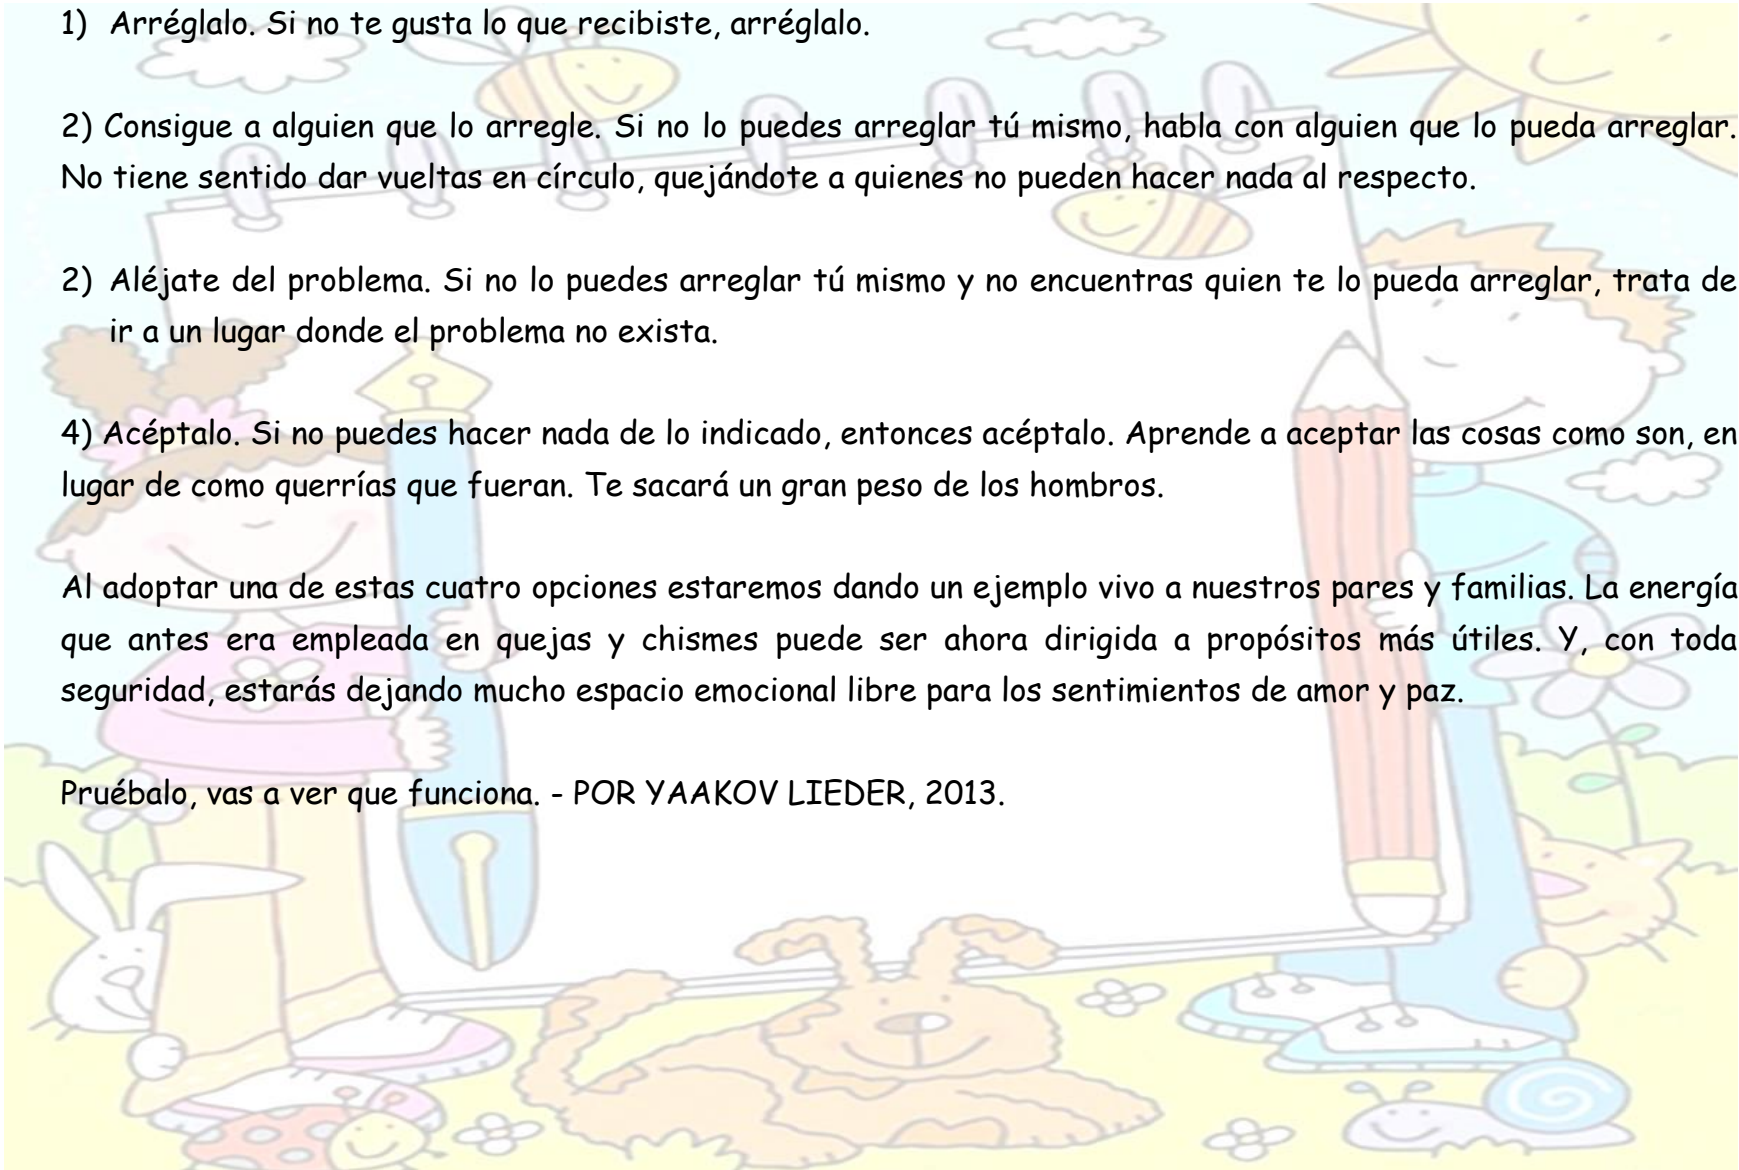 1) Arréglalo. Si no te gusta lo que recibiste, arréglalo.
2) Consigue a alguien que lo arregle. Si no lo puedes arreglar tú mismo, habla con alguien que lo pueda arreglar.
No tiene sentido dar vueltas en círculo, quejándote a quienes no pueden hacer nada al respecto.
2) Aléjate del problema. Si no lo puedes arreglar tú mismo y no encuentras quien te lo pueda arreglar, trata de
ir a un lugar donde el problema no exista.
4) Acéptalo. Si no puedes hacer nada de lo indicado, entonces acéptalo. Aprende a aceptar las cosas como son, en
lugar de como querrías que fueran. Te sacará un gran peso de los hombros.
Al adoptar una de estas cuatro opciones estaremos dando un ejemplo vivo a nuestros pares y familias. La energía
que antes era empleada en quejas y chismes puede ser ahora dirigida a propósitos más útiles. Y, con toda
seguridad, estarás dejando mucho espacio emocional libre para los sentimientos de amor y paz.
Pruébalo, vas a ver que funciona. - POR YAAKOV LIEDER, 2013.